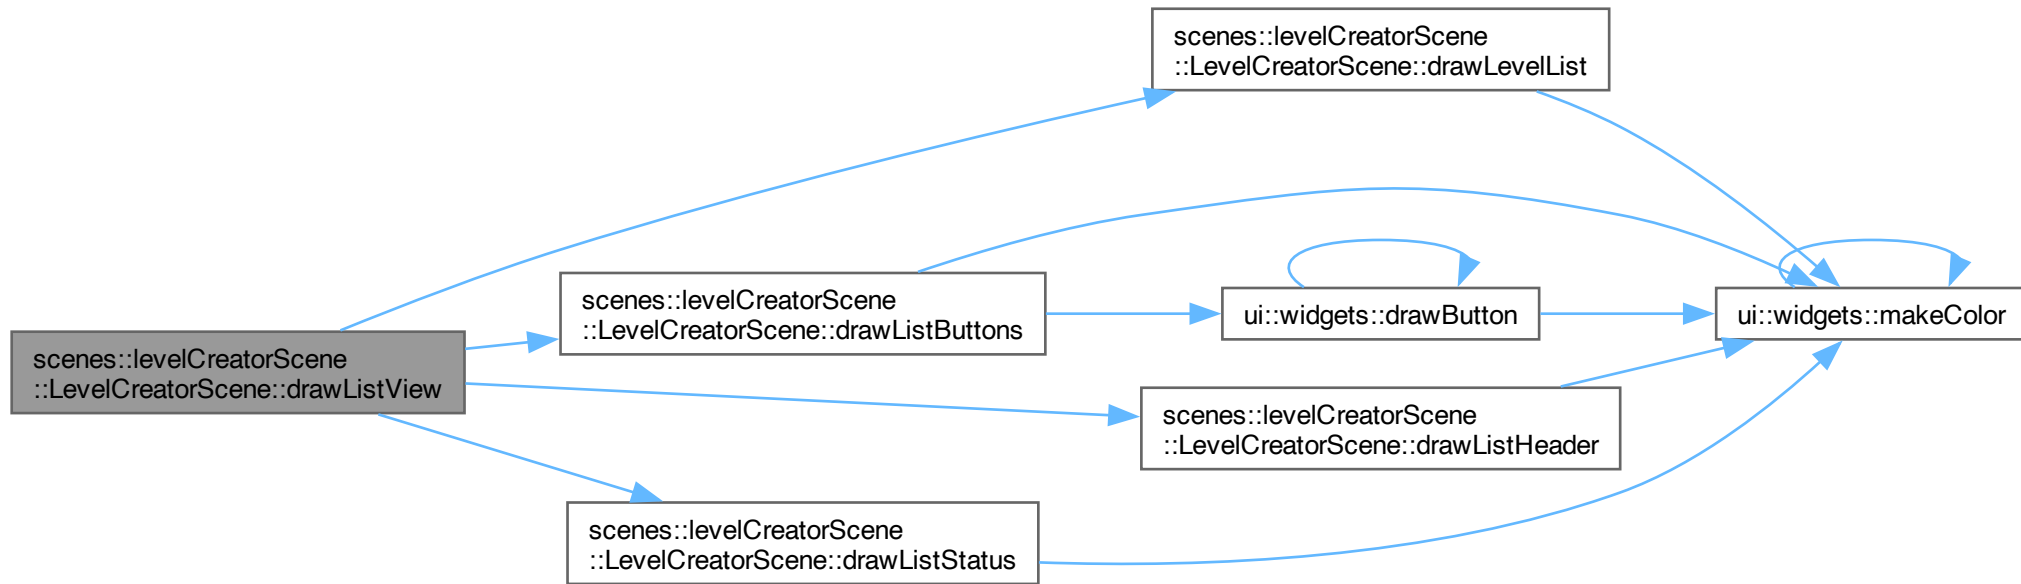 scenes::levelCreatorScene
::LevelCreatorScene::drawLevelList
scenes::levelCreatorScene
::LevelCreatorScene::drawListButtons
ui::widgets::drawButton
ui::widgets::makeColor
scenes::levelCreatorScene
::LevelCreatorScene::drawListView
scenes::levelCreatorScene
::LevelCreatorScene::drawListHeader
scenes::levelCreatorScene
::LevelCreatorScene::drawListStatus